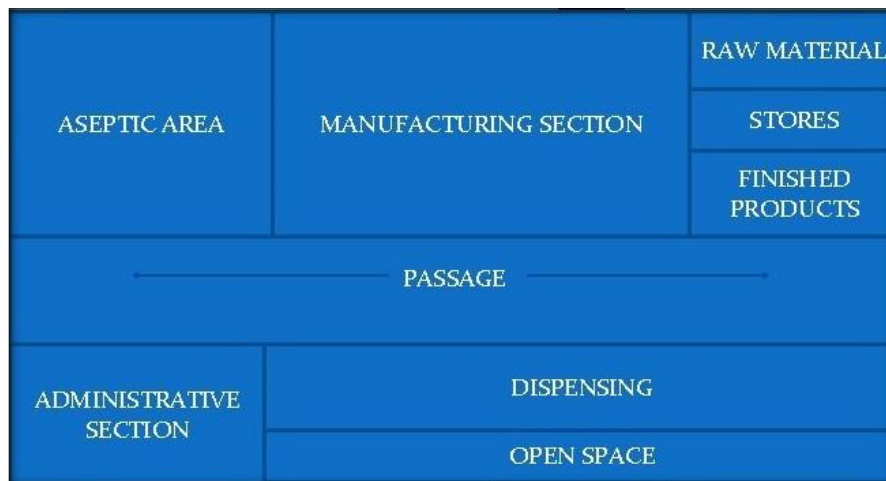 ASEPTIC AREA
MANUFACTURING SECTION
RAW MATERIAL
STORES
FINISHED
PRODUCTS
PASSAGE
ADMINISTRATIVE
SECTION
DISPENSING
OPEN SPACE